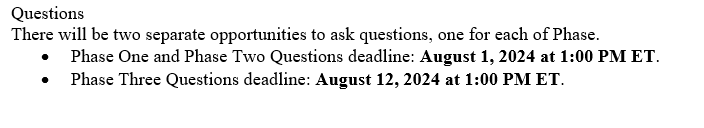 Questions
There will be two separate opportunities to ask questions, one for each of Phase.
• Phase One and Phase Two Questions deadline: August 1, 2024 at 1:00 PM ET.
• Phase Three Questions deadline: August 12, 2024 at 1:00 PM ET.